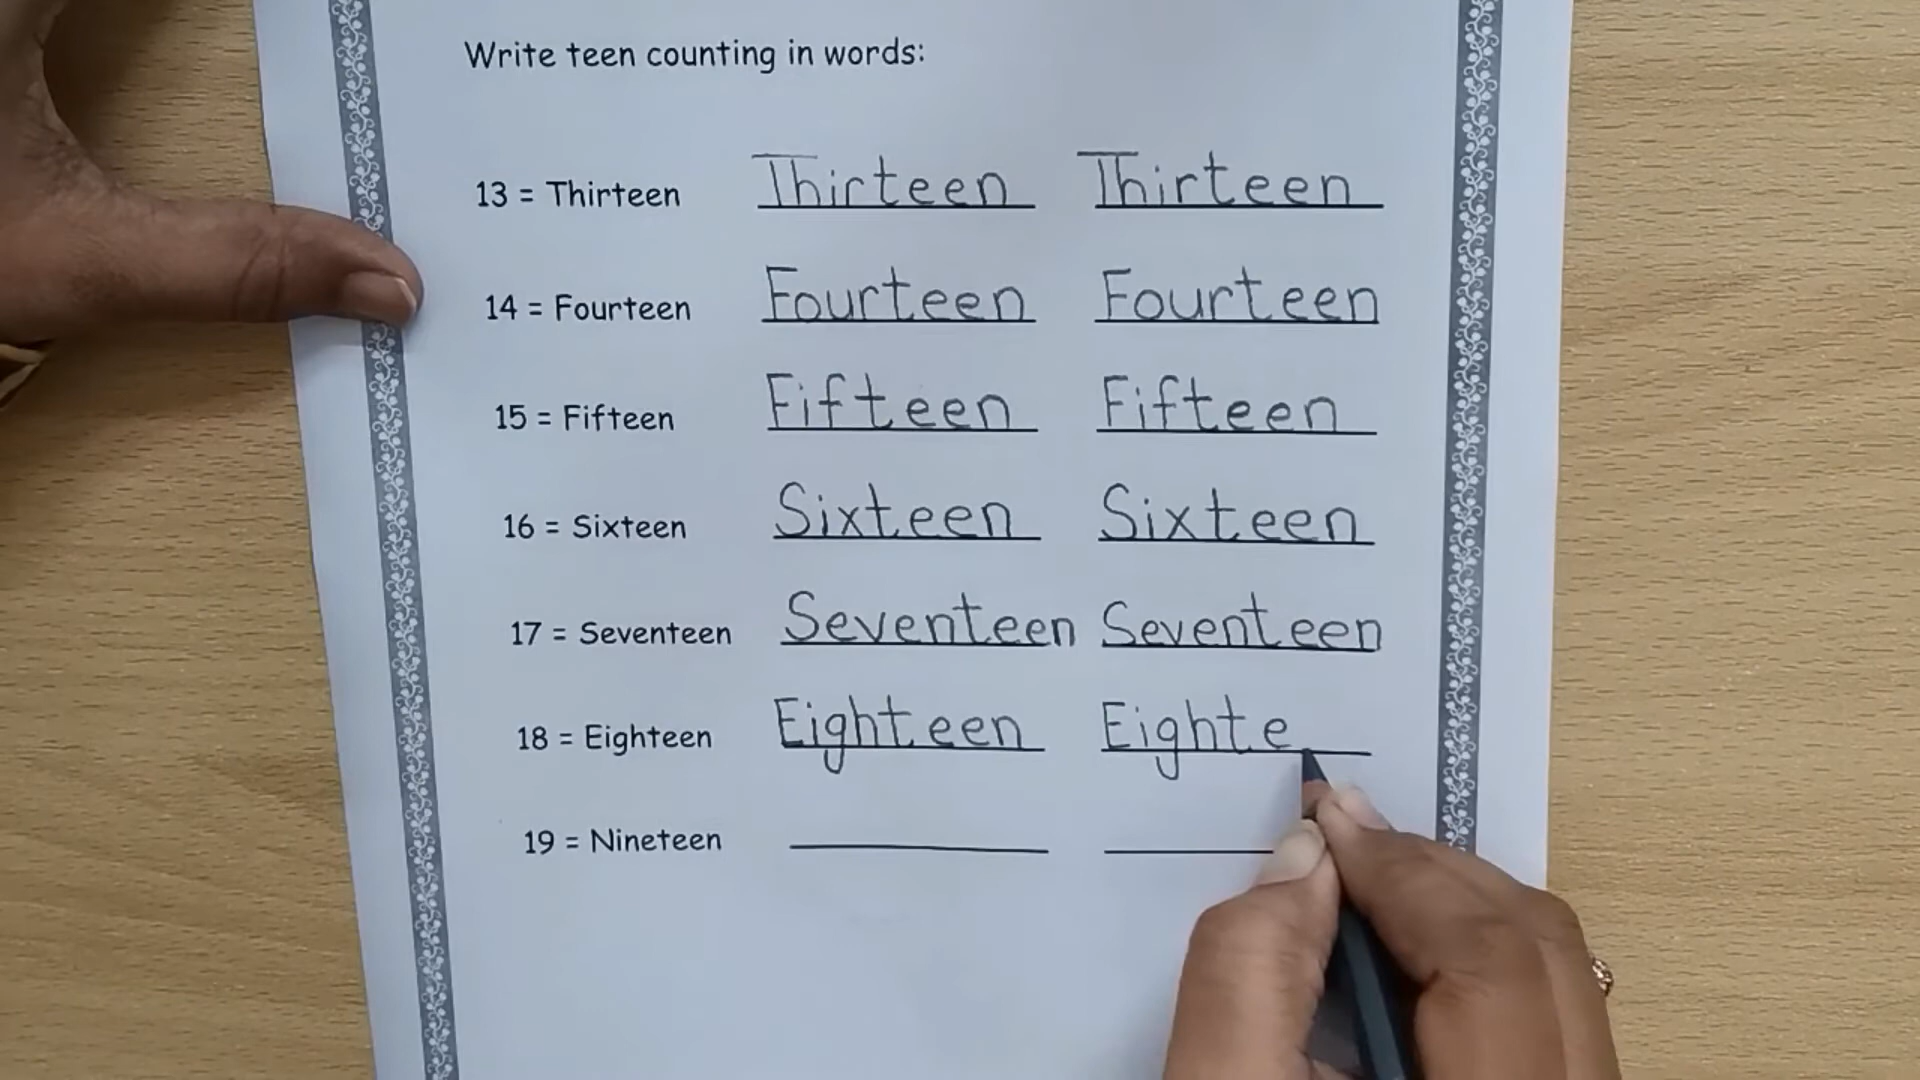 Write teen counting in words:
13 = Thirteen Thirteen Thirteen
14 = Fourteen Fourteen Fourteen
15 = Fifteen Fifteen Fifteen
16 = Sixteen Sixteen Sixteen
17 = Seventeen Seventeen Seventeen
18 = Eighteen Eighteen Eighte
19 = Nineteen